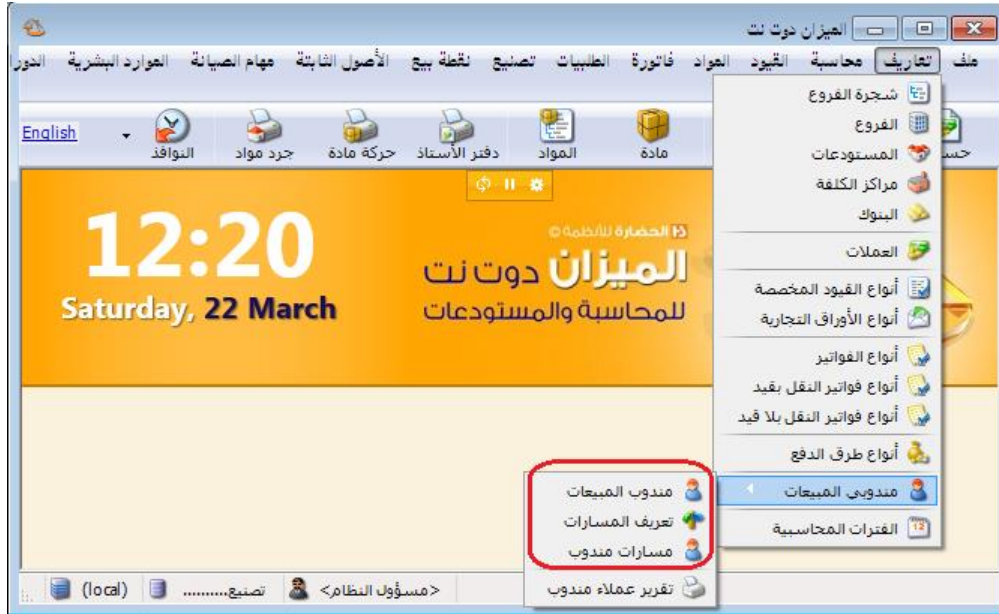 الميزان دوت نت
ملف تعاريف محاسبة القيود المواد فاتورة الطلبيات تصنيع نقطة بيع الأصول الثابتة مهام الصيانة الموارد البشرية
مادة المواد دفتر الأستاذ حركة مادة جرد مواد النوافذ English
شجرة الفروع
الفروع
المستودعات
مراكز الكلفة
البنوك
العملات
أنواع القيود المخصصة
أنواع الأوراق التجارية
أنواع الفواتير
أنواع فواتير النقل بقيد
أنواع فواتير النقل بلا قيد
أنواع طرق الدفع
مندوبي المبيعات
الفترات المحاسبية
مندوب المبيعات
تعريف المسارات
مسارات مندوب
تقرير عملاء مندوب
الحضارة للأنظمة ©
الميزان دوت نت
للمحاسبة والمستودعات
12:20
Saturday, 22 March
<مسؤول النظام> تصنيع.......... (local)